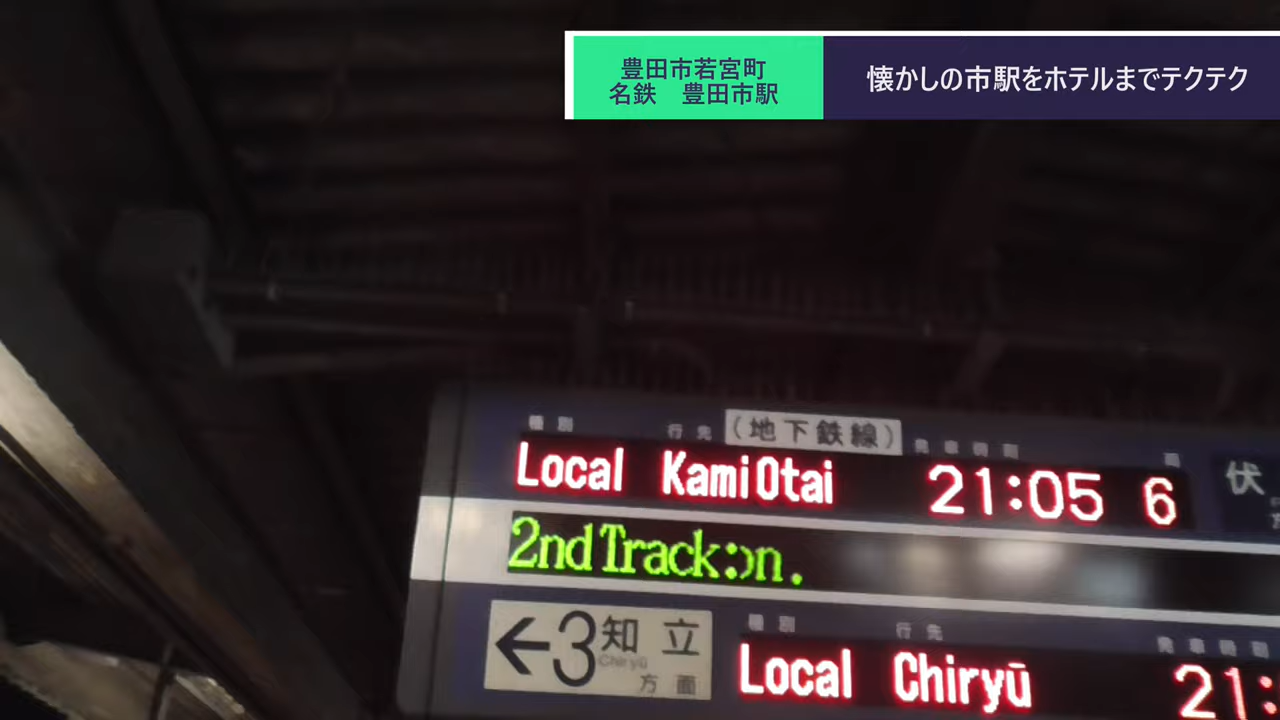 豊田市若宮町
名鉄 豊田市駅
懐かしの市駅をホテルまでテクテク
種別 行先 (地下鉄線) 発車時刻
Local KamiOtai 21:05 6
伏
2ndTrack:on.
←3 知立 Chiryū 方面
種別 行先 発車時刻
Local Chiryū 21: